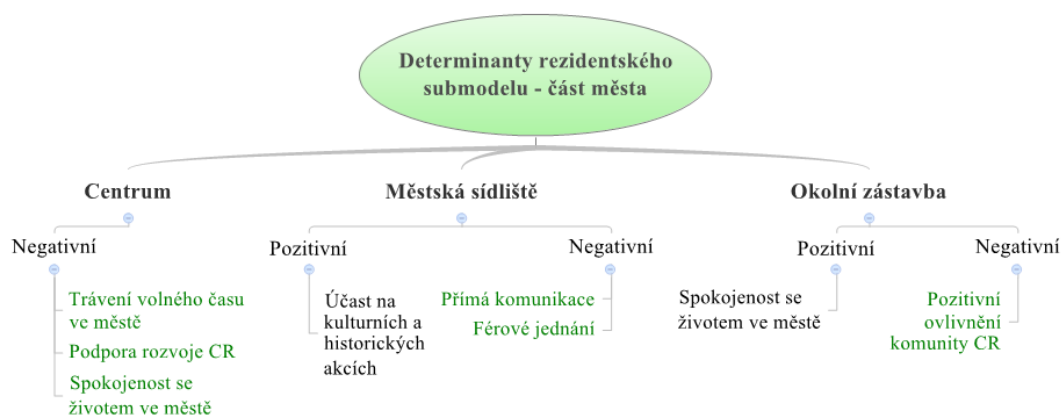 Determinanty rezidentského
submodelu - část města
Centrum
Městská sídliště
Okolní zástavba
Negativní
Pozitivní
Negativní
Pozitivní
Negativní
Trávení volného času
ve městě
Podpora rozvoje CR
Spokojenost se
životem ve městě
Účast na
kulturních a
historických
akcích
Přímá komunikace
Férové jednání
Spokojenost se
životem ve městě
Pozitivní
ovlivnění
komunity CR